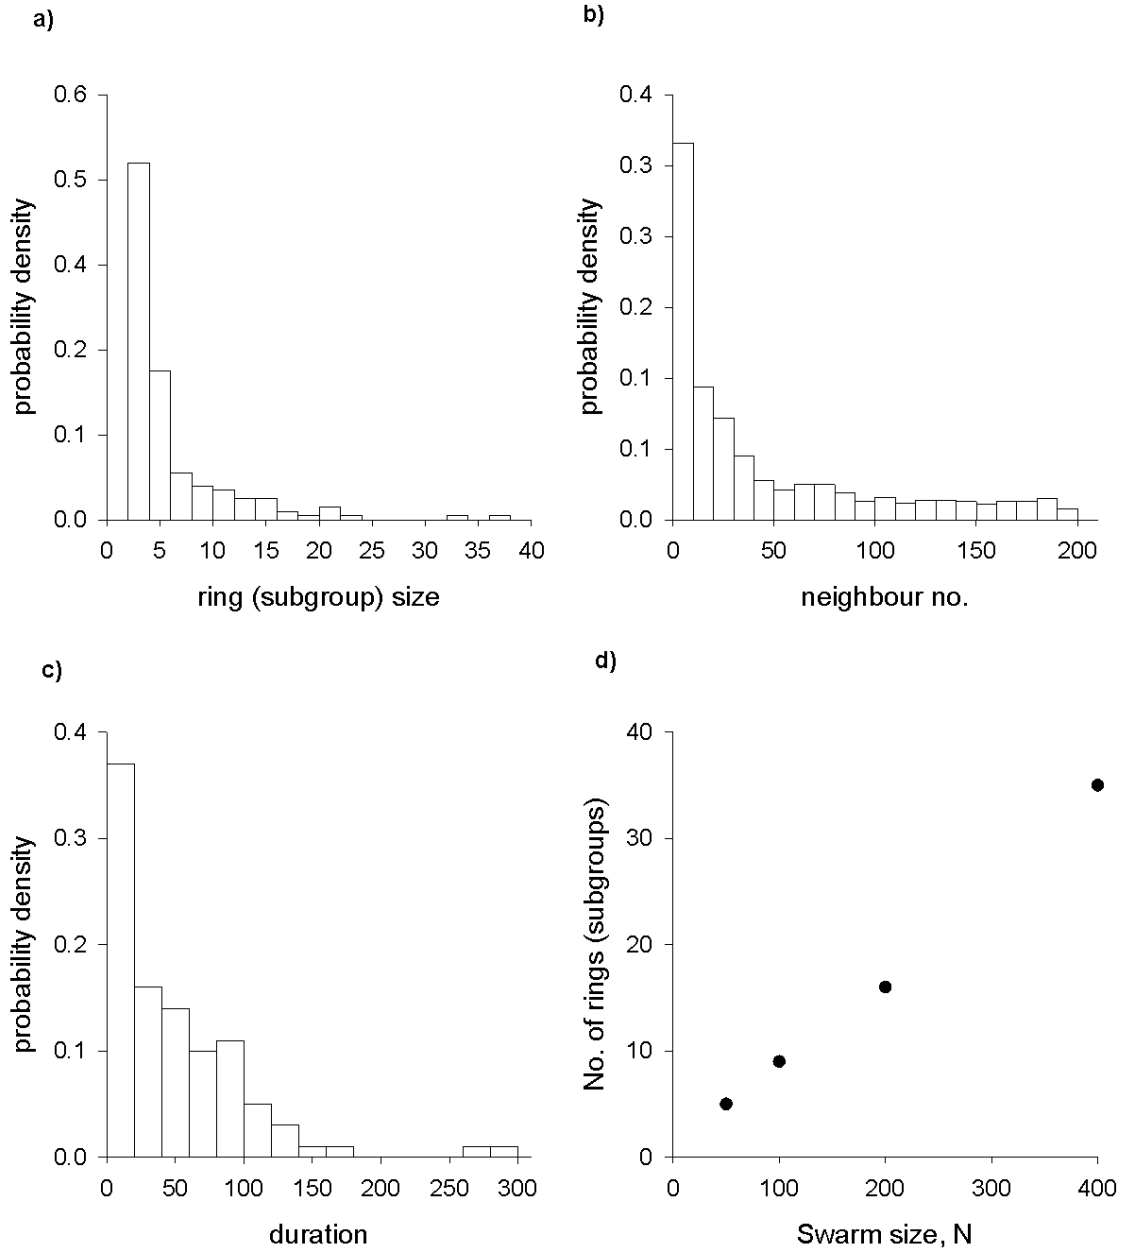 a)
probability density
0.6
0.5
0.4
0.2
0.1
0.0
0 5 10 15 20 25 30 35 40
ring (subgroup) size
b)
probability density
0.4
0.3
0.3
0.2
0.1
0.1
0.0
0 50 100 150 200
neighbour no.
c)
probability density
0.4
0.3
0.2
0.1
0.0
0 50 100 150 200 250 300
duration
d)
No. of rings (subgroups)
40
30
20
10
0
0 100 200 300 400
Swarm size, N